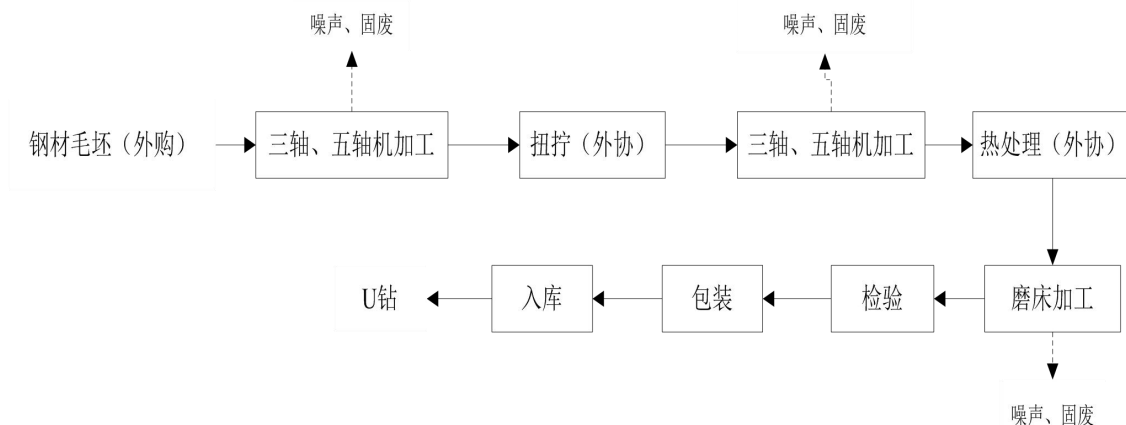 噪声、固废
噪声、固废
钢材毛坯（外购）
三轴、五轴机加工
扭拧（外协）
三轴、五轴机加工
热处理（外协）
U钻
入库
包装
检验
磨床加工
噪声、固废